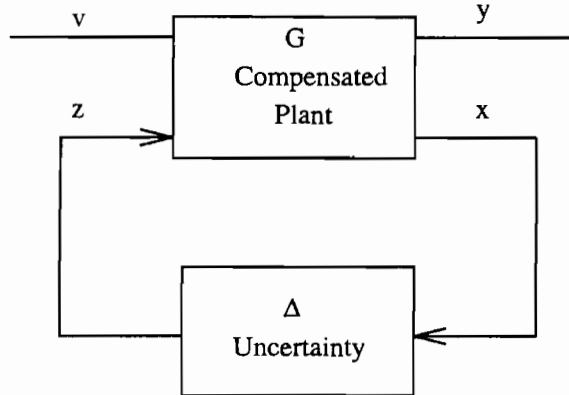 v
G
y
Compensated
Plant
z
x
Δ
Uncertainty